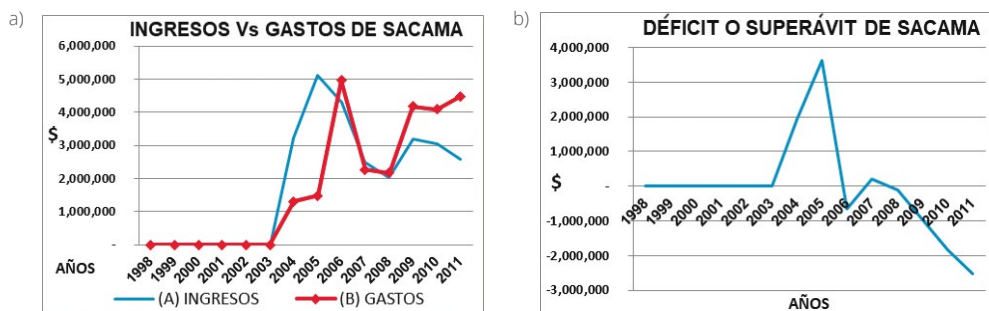 a)
INGRESOS Vs GASTOS DE SACAMA
6,000,000
5,000,000
4,000,000
$
3,000,000
2,000,000
1,000,000
-
AÑOS
1998 1999 2000 2001 2002 2003 2004 2005 2006 2007 2008 2009 2010 2011
(A) INGRESOS (B) GASTOS
b)
DÉFICIT O SUPERÁVIT DE SACAMA
4,000,000
3,000,000
2,000,000
1,000,000
$ -
1998 1999 2000 2001 2002 2003 2004 2005 2006 2007 2008 2009 2010 2011
-1,000,000
-2,000,000
-3,000,000
AÑOS